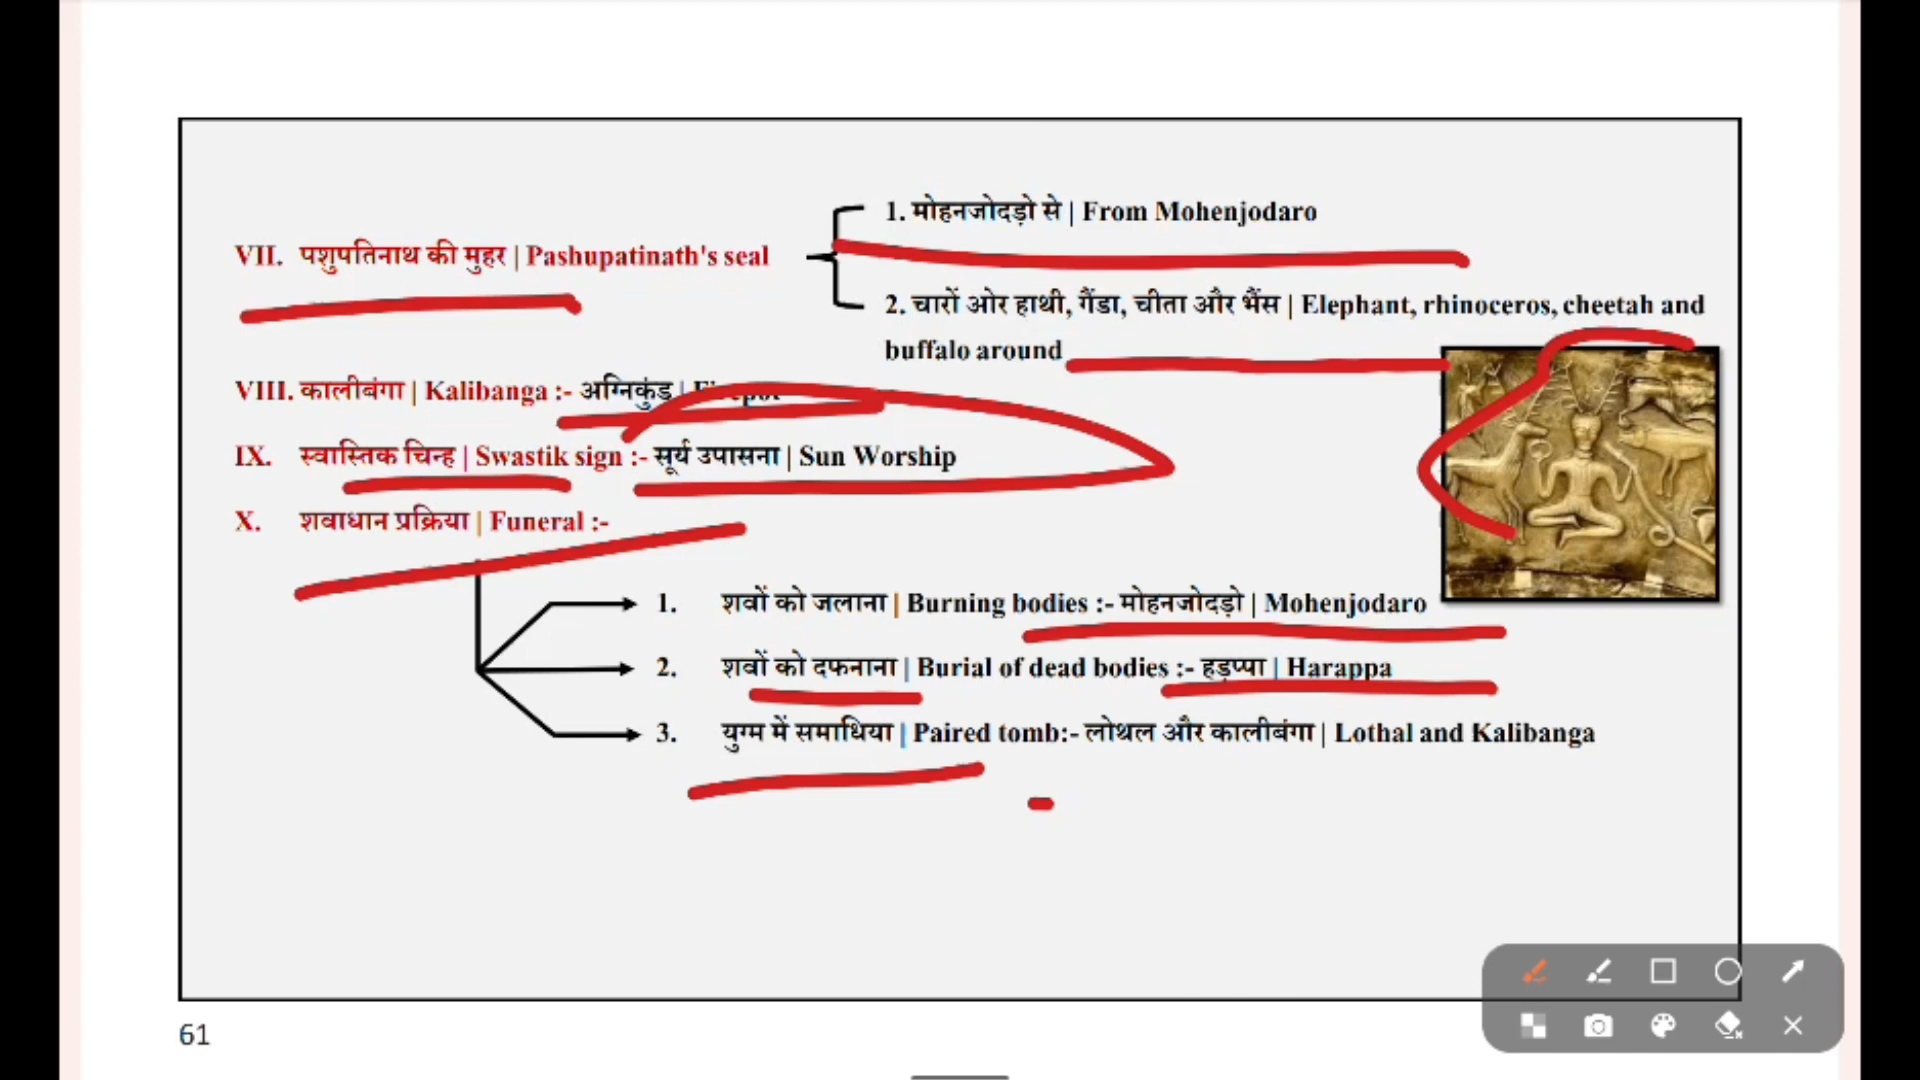 1. मोहनजोदड़ो से | From Mohenjodaro
VII. पशुपतिनाथ की मुहर | Pashupatinath's seal
2. चारों ओर हाथी, गैंडा, चीता और भैंस | Elephant, rhinoceros, cheetah and
buffalo around
VIII. कालीबंगा | Kalibanga :- अग्निकुंड |
IX. स्वास्तिक चिन्ह | Swastik sign :- सूर्य उपासना | Sun Worship
X. शवाधान प्रक्रिया | Funeral :-
1. शवों को जलाना | Burning bodies :- मोहनजोदड़ो | Mohenjodaro
2. शवों को दफनाना | Burial of dead bodies :- हड़प्पा | Harappa
3. युग्म में समाधिया | Paired tomb:- लोथल और कालीबंगा | Lothal and Kalibanga
61